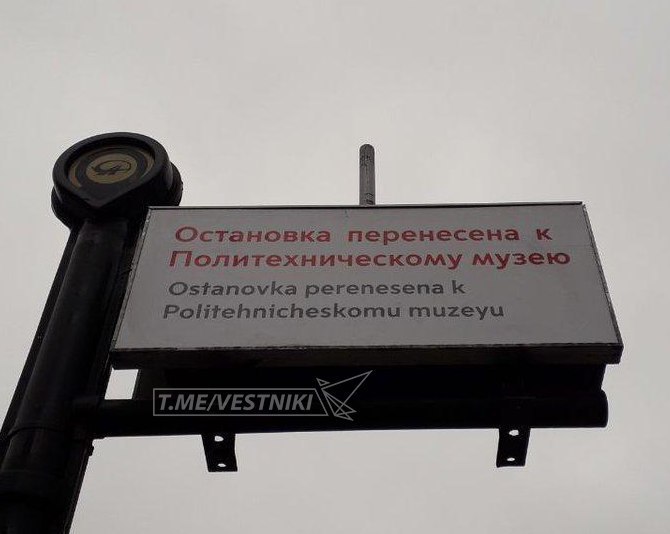 Остановка перенесена к
Политехническому музею
Ostanovka perenesena k
Politehnicheskomu muzeyu
T.ME/VESTNIKI